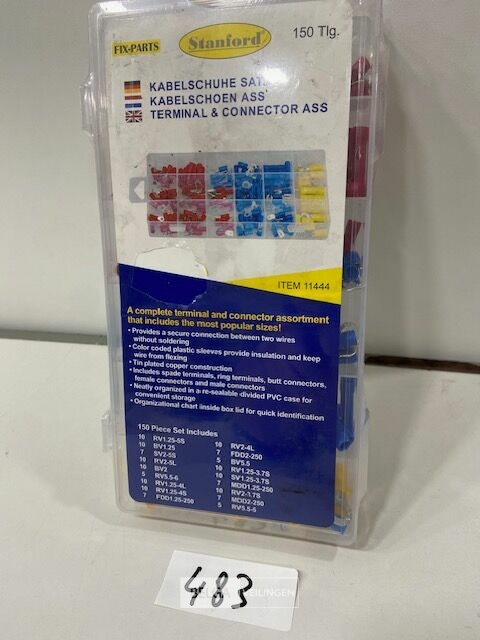 FIX-PARTS Stanford 150 Tlg.
KABELSCHUHE SAT
KABELSCHOEN ASS
TERMINAL & CONNECTOR ASS
ITEM 11444
A complete terminal and connector assortment
that includes the most popular sizes!
• Provides a secure connection between two wires
without soldering
• Color coded plastic sleeves provide insulation and keep
wire from flexing
• Tin plated copper construction
• Includes spade terminals, ring terminals, butt connectors,
female connectors and male connectors
• Neatly organized in a re-sealable divided PVC case for
convenient storage
• Organizational chart inside box lid for quick identification
150 Piece Set Includes
10 RV1.25-5S
10 BV1.25
7 SV2-5S
10 RV2-5L
10 BV2
5 RV5.5-6
10 RV1.25-4L
10 RV1.25-4S
7 FDD1.25-250
10 RV2-4L
7 FDD2-250
5 BV5.5
10 RV1.25-3.7S
10 SV1.25-3.7S
7 MDD1.25-250
10 RV2-3.7S
7 MDD2-250
5 RV5.5-5
483